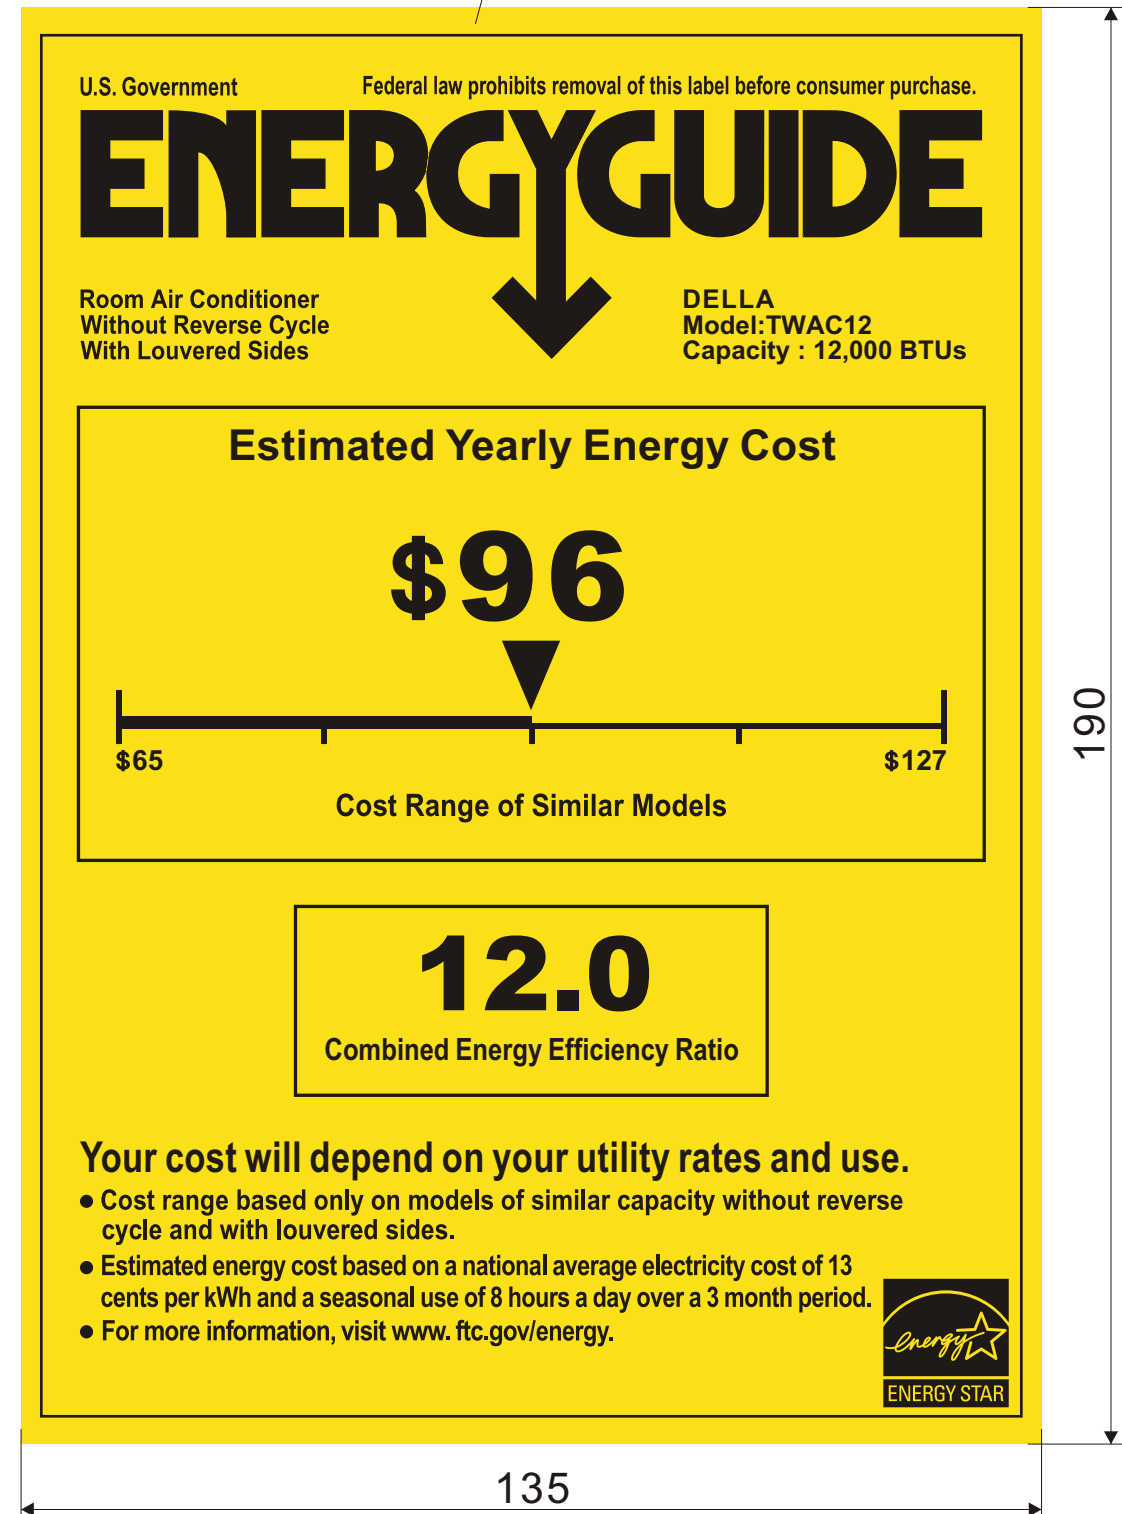 U.S. Government
Federal law prohibits removal of this label before consumer purchase.
ENERGYGUIDE
Room Air Conditioner
Without Reverse Cycle
With Louvered Sides
DELLA
Model:TWAC12
Capacity : 12,000 BTUs
Estimated Yearly Energy Cost
$96
$65
$127
Cost Range of Similar Models
12.0
Combined Energy Efficiency Ratio
Your cost will depend on your utility rates and use.
● Cost range based only on models of similar capacity without reverse
cycle and with louvered sides.
● Estimated energy cost based on a national average electricity cost of 13
cents per kWh and a seasonal use of 8 hours a day over a 3 month period.
● For more information, visit www. ftc.gov/energy.
energy
ENERGY STAR
190
135